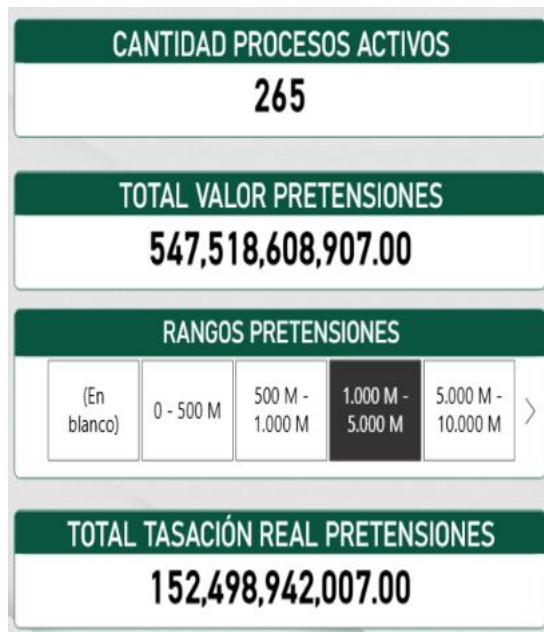 CANTIDAD PROCESOS ACTIVOS
265
TOTAL VALOR PRETENSIONES
547,518,608,907.00
RANGOS PRETENSIONES
(En
blanco)
0 - 500 M
500 M -
1.000 M
1.000 M -
5.000 M
5.000 M -
10.000 M
TOTAL TASACIÓN REAL PRETENSIONES
152,498,942,007.00